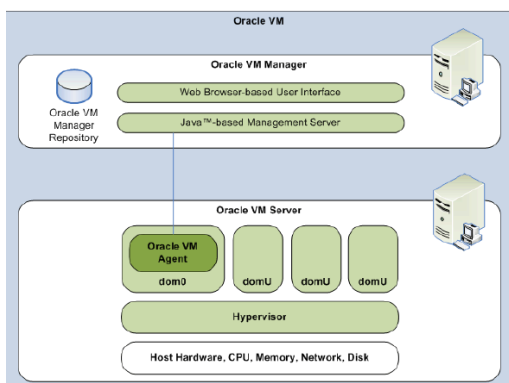 Oracle VM
Oracle VM Manager
Web Browser-based User Interface
Java™-based Management Server
Oracle VM
Manager
Repository
Oracle VM Server
Oracle VM
Agent
dom0
domU
domU
domU
Hypervisor
Host Hardware, CPU, Memory, Network, Disk